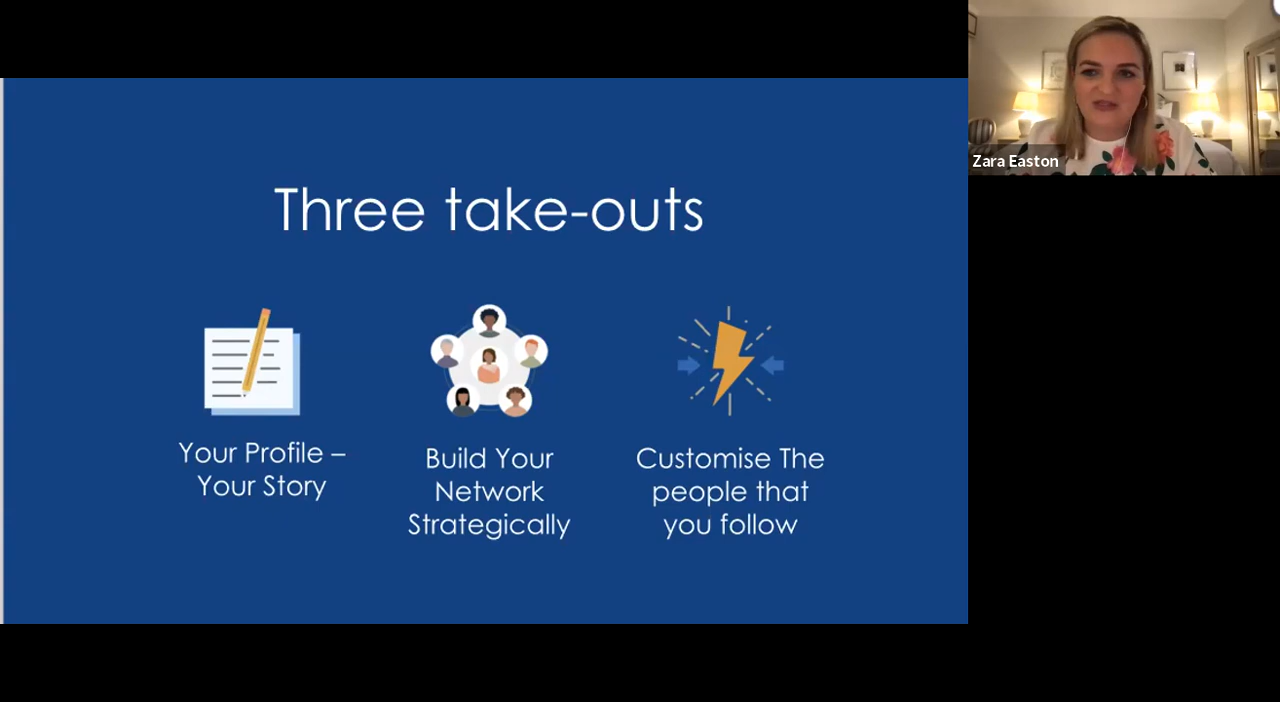 Three take-outs
Your Profile –
Your Story
Build Your
Network
Strategically
Customise The
people that
you follow
Zara Easton